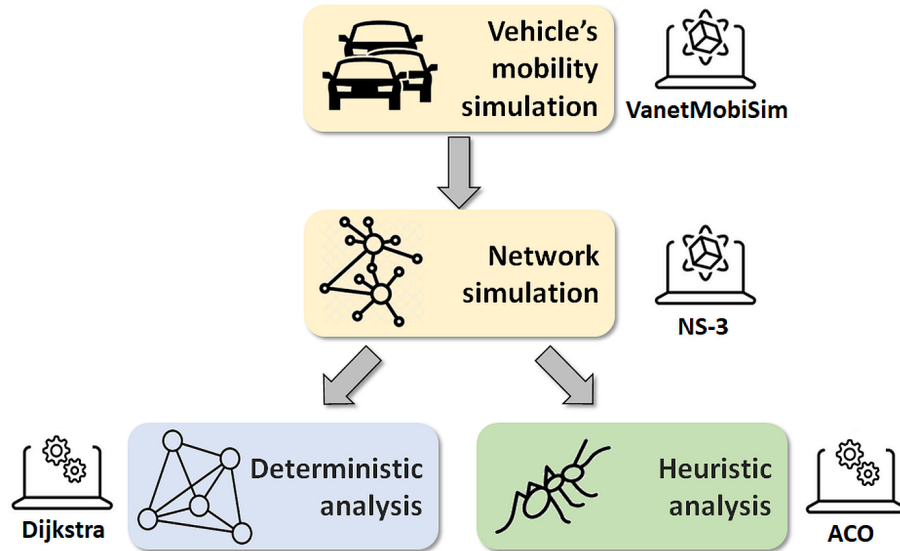 Vehicle's
mobility
simulation
VanetMobiSim
Network
simulation
NS-3
Deterministic
analysis
Dijkstra
Heuristic
analysis
ACO